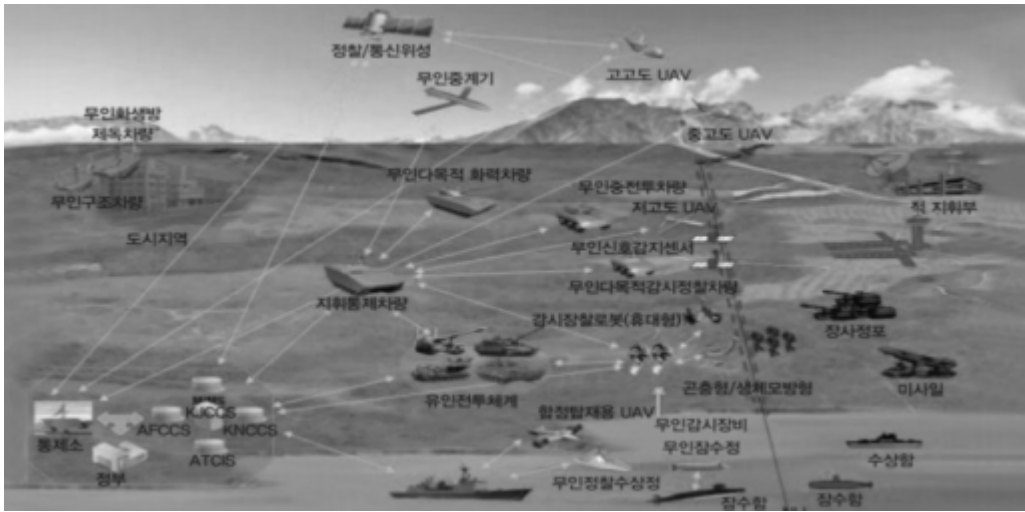 정찰/통신위성
고고도 UAV
무인중계기
무인화생방
제독차량
중고도 UAV
무인다목적 화력차량
무인중전투차량
무인구조차량
저고도 UAV
적 지휘부
도시지역
무인신호감지센서
무인다목적감시정찰차량
지휘통제차량
감시장찰로봇(휴대형)
장사정포
곤충형/생체모방형
미사일
유인전투체계
KJCCS
함정탑재용 UAV
AFCCS
KNCCS
무인감시장비
통제소
무인잠수정
수상함
ATCIS
정부
무인정찰수상정
잠수함
잠수함